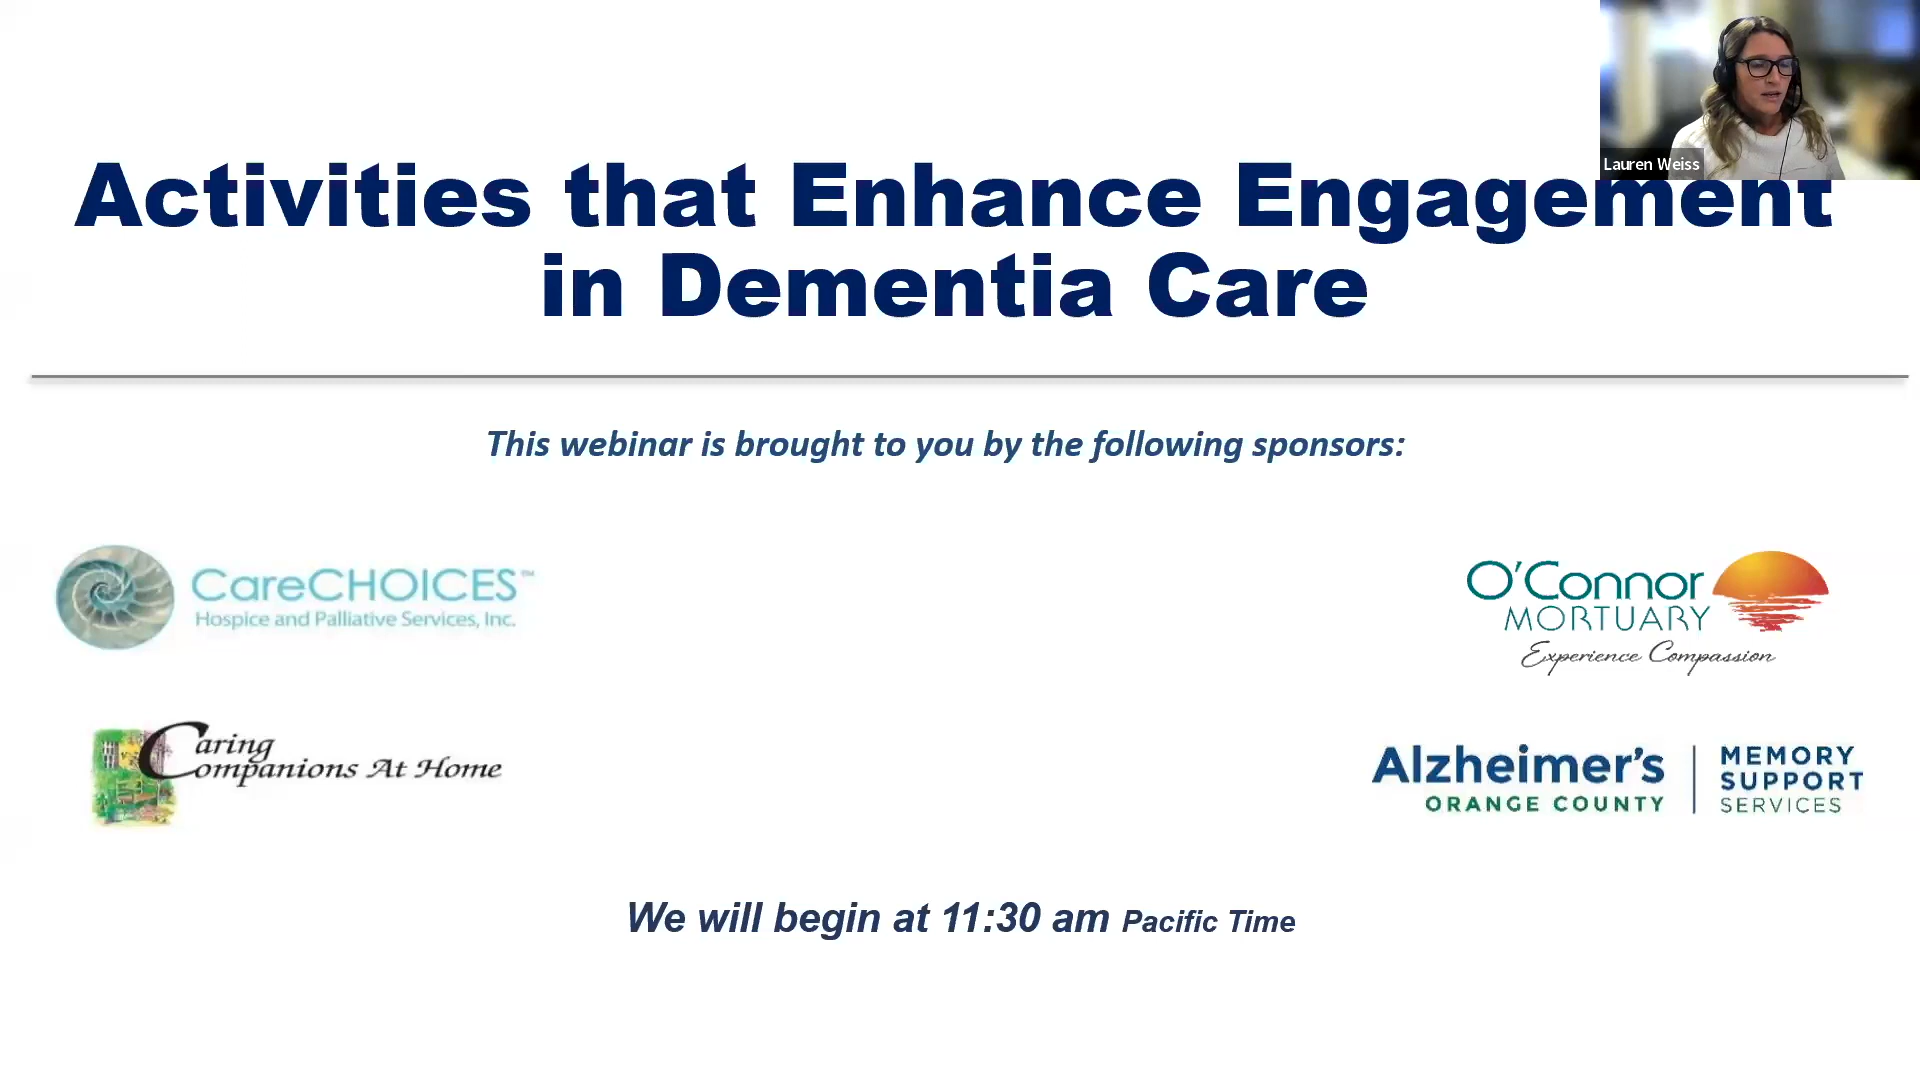 Lauren Weiss
Activities that Enhance Engagement
in Dementia Care
This webinar is brought to you by the following sponsors:
CareCHOICES™
Hospice and Palliative Services, Inc.
O'Connor
MORTUARY
Experience Compassion
Caring
Companions At Home
Alzheimer's
ORANGE COUNTY
MEMORY
SUPPORT
SERVICES
We will begin at 11:30 am Pacific Time